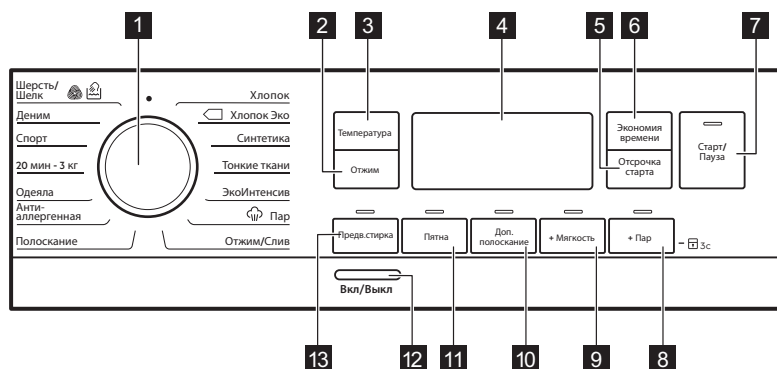 1
2
3
4
5
6
7
Шерсть/
Шелк
Деним
Спорт
20 мин - 3 кг
Одеяла
Анти-
аллергенная
Полоскание
Хлопок
Хлопок Эко
Синтетика
Тонкие ткани
ЭкоИнтенсив
Пар
Отжим/Слив
Температура
Отжим
Экономия
времени
Отсрочка
старта
Старт/
Пауза
Предв.стирка
Пятна
Доп.
полоскание
+ Мягкость
+ Пар
3с
Вкл/Выкл
13
12
11
10
9
8